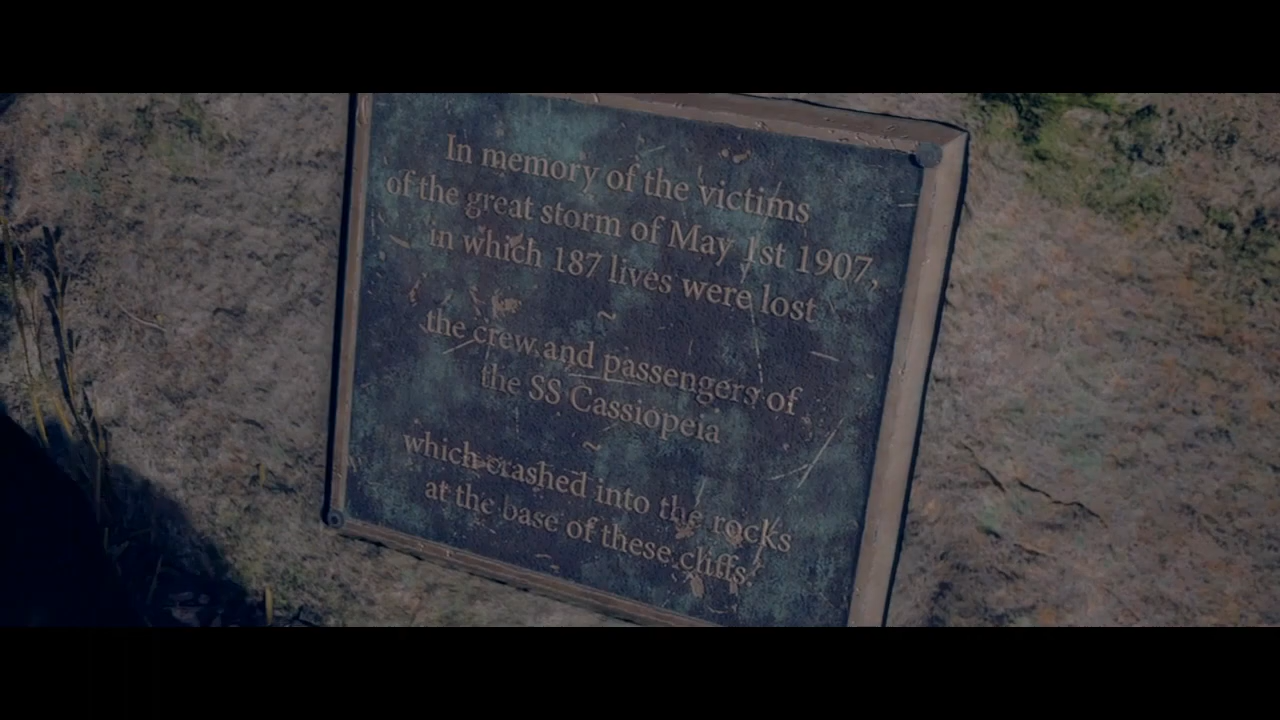 In memory of the victims
of the great storm of May 1st 1907,
in which 187 lives were lost
~
the crew and passengers of
the SS Cassiopeia
~
which crashed into the rocks
at the base of these cliffs.